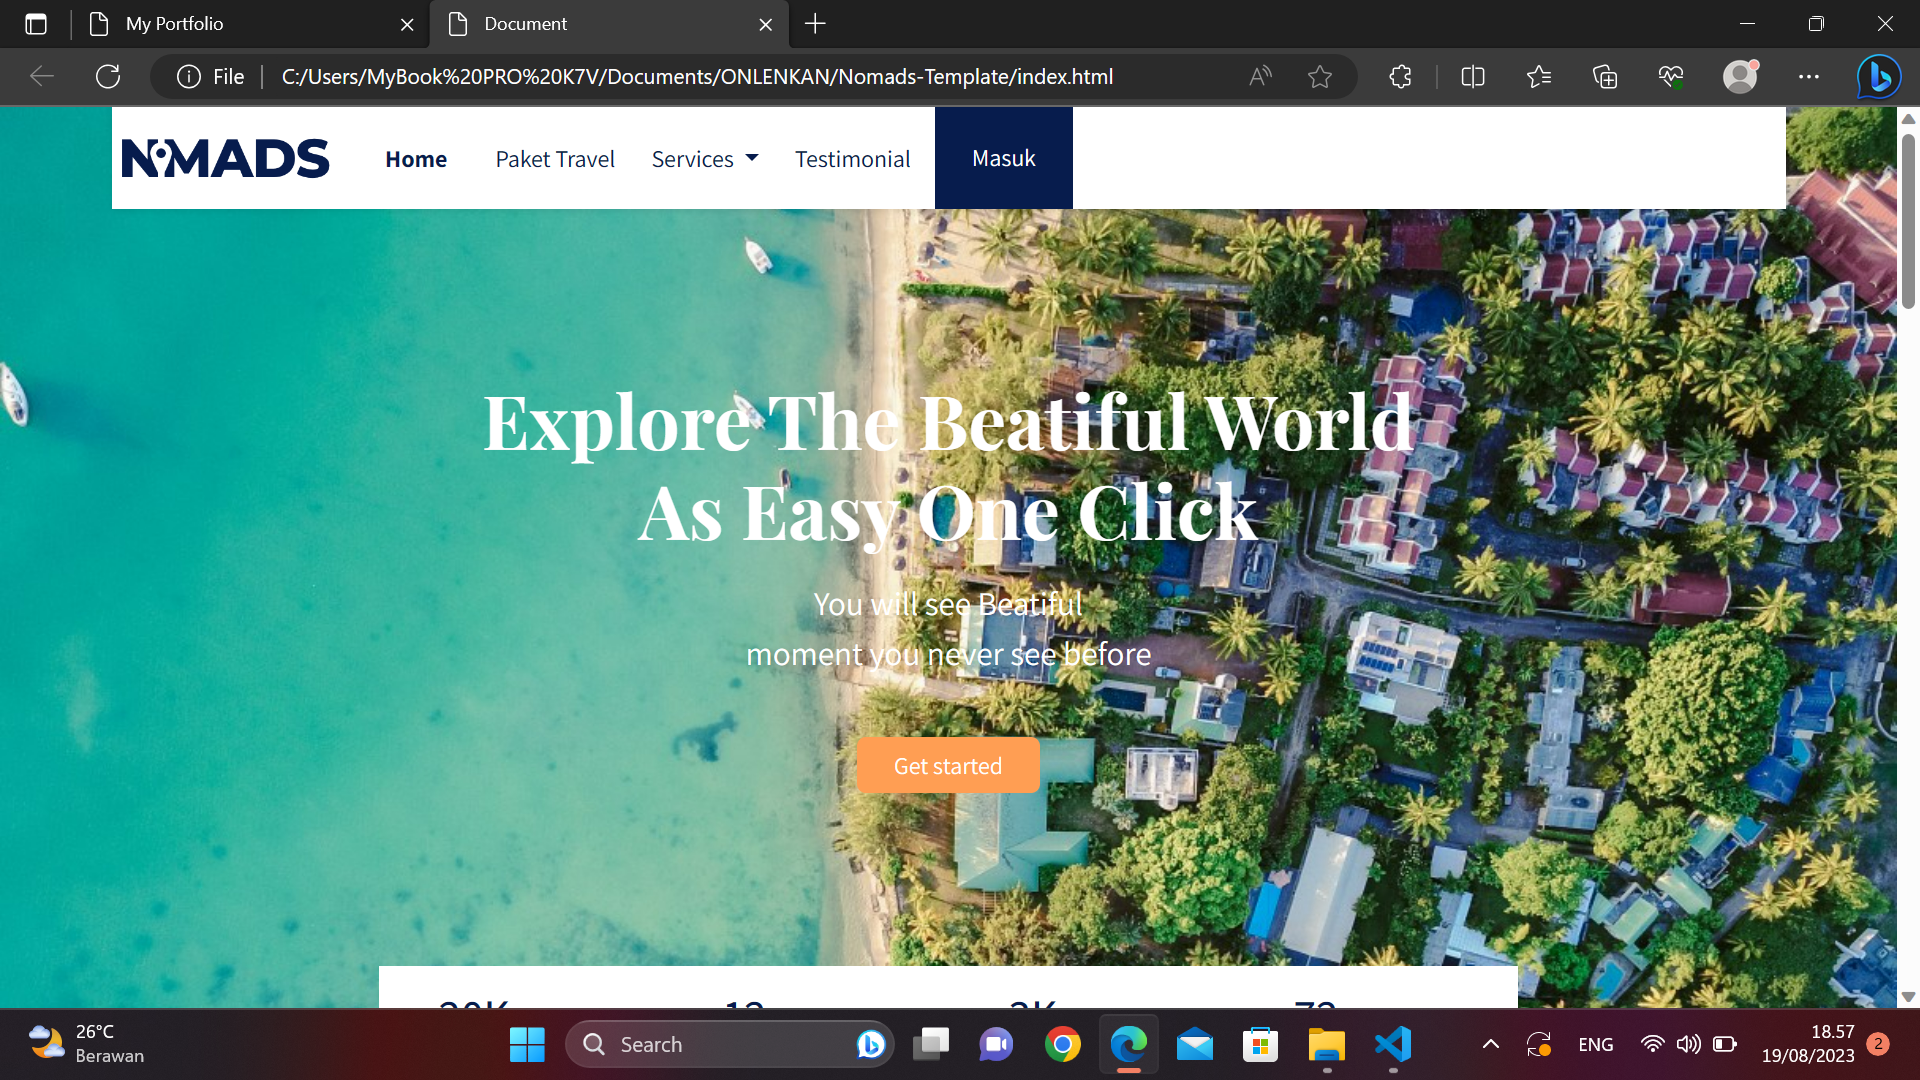 My Portfolio
Document
File
C:/Users/MyBook%20PRO%20K7V/Documents/ONLENKAN/Nomads-Template/index.html
NOMADS
Home
Paket Travel
Services
Testimonial
Masuk
Explore The Beatiful World
As Easy One Click
You will see Beatiful
moment you never see before
Get started
26°C
Berawan
Search
ENG
18.57
19/08/2023
2